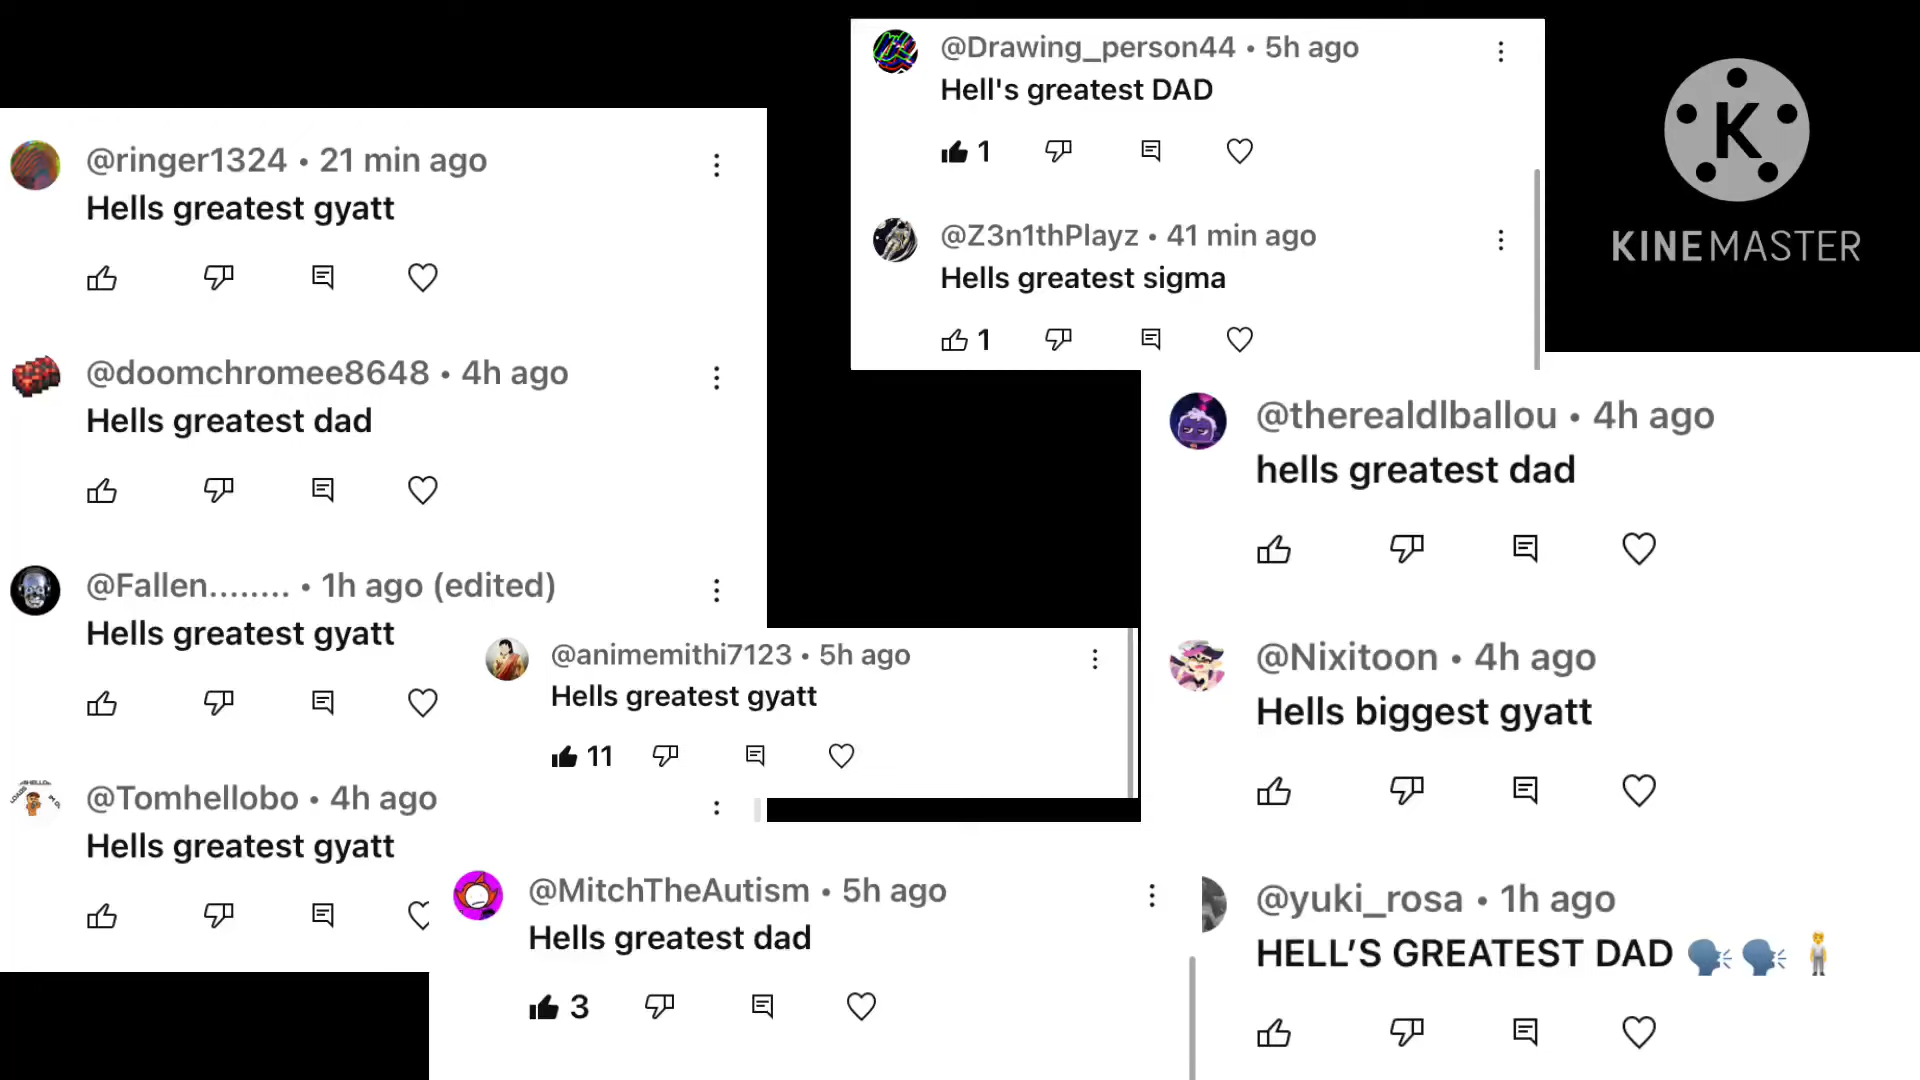 @ringer1324 • 21 min ago
Hells greatest gyatt
@doomchromee8648 • 4h ago
Hells greatest dad
@Fallen........ • 1h ago (edited)
Hells greatest gyatt
@Tomhellobo • 4h ago
Hells greatest gyatt
@Drawing_person44 • 5h ago
Hell's greatest DAD
1
@Z3n1thPlayz • 41 min ago
Hells greatest sigma
1
K
KINEMASTER
@animemithi7123 • 5h ago
Hells greatest gyatt
11
@MitchTheAutism • 5h ago
Hells greatest dad
3
@therealdlballou • 4h ago
hells greatest dad
@Nixitoon • 4h ago
Hells biggest gyatt
@yuki_rosa • 1h ago
HELL’S GREATEST DAD 🗣️ 🗣️ 🧍